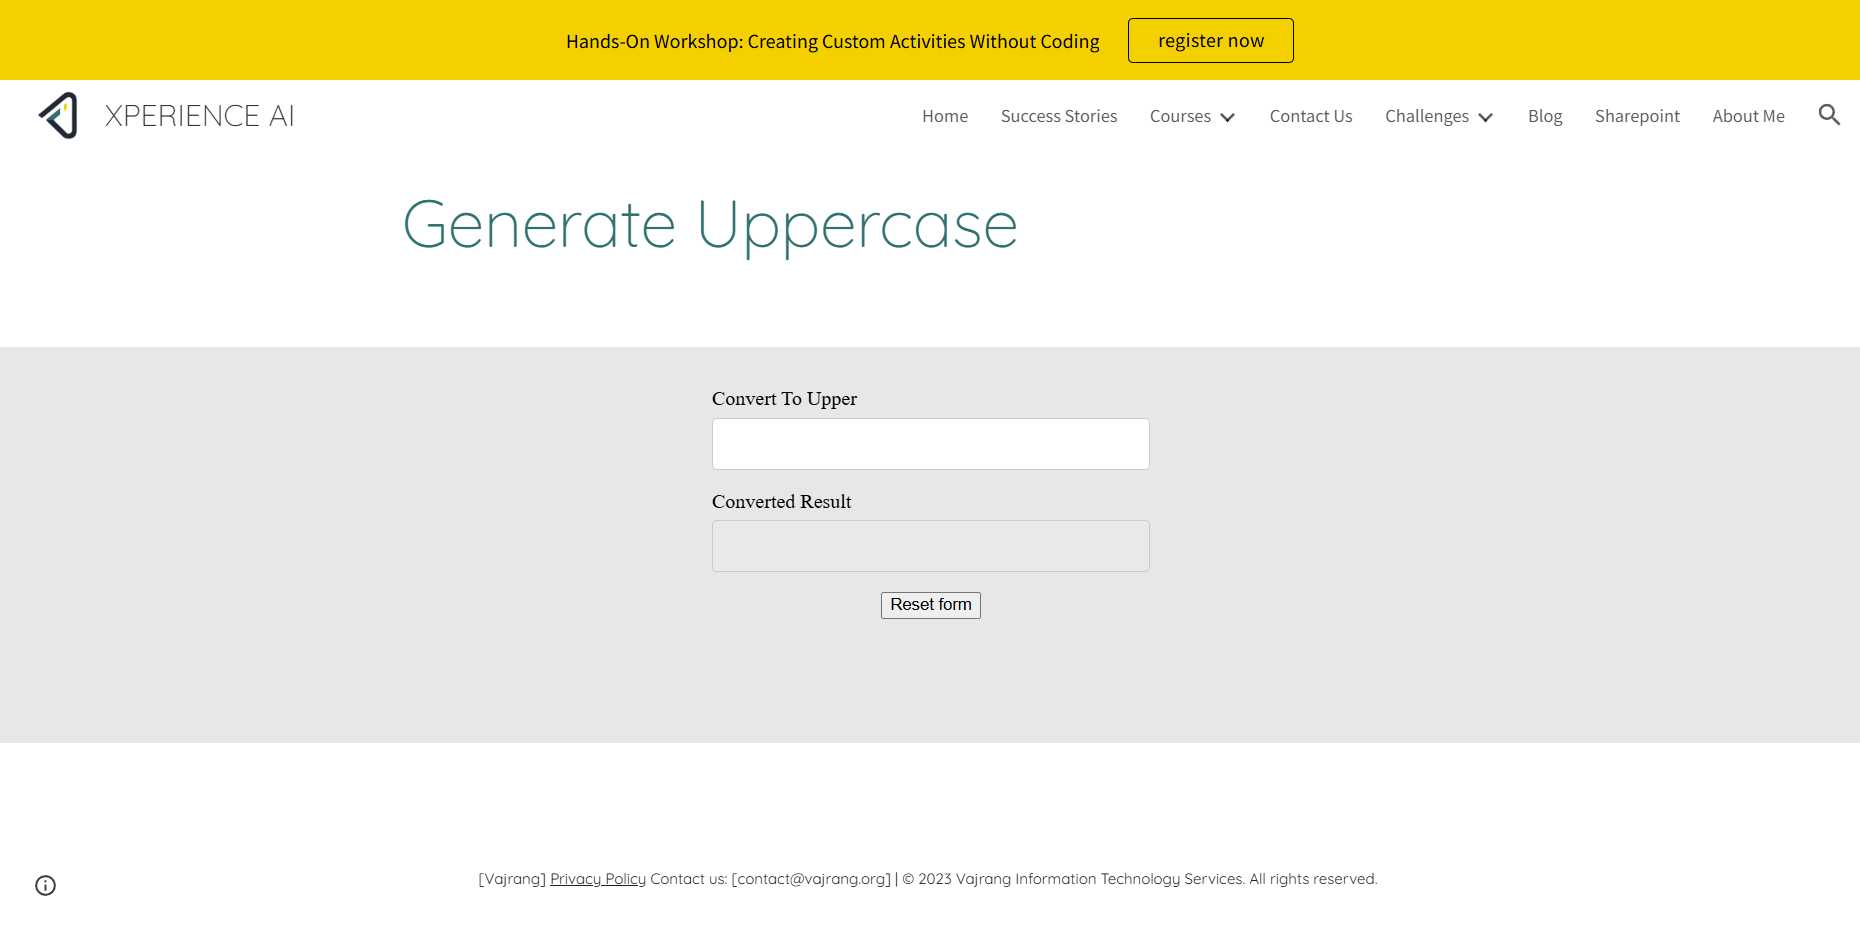 Hands-On Workshop: Creating Custom Activities Without Coding register now
XPERIENCE AI Home Success Stories Courses Contact Us Challenges Blog Sharepoint About Me
Generate Uppercase
Convert To Upper
Converted Result
Reset form
[Vajrang] Privacy Policy Contact us: [contact@vajrang.org] | © 2023 Vajrang Information Technology Services. All rights reserved.